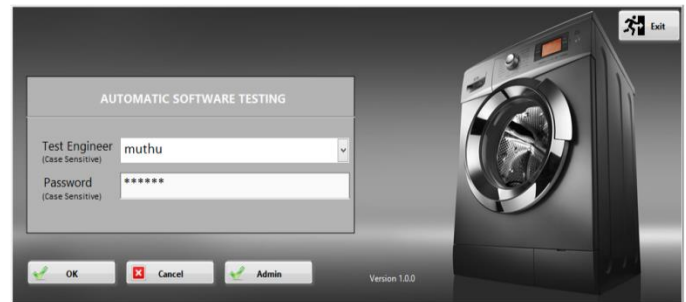 Exit
AUTOMATIC SOFTWARE TESTING
Test Engineer
(Case Sensitive)
muthu
Password
(Case Sensitive)
******
OK
Cancel
Admin
Version 1.0.0